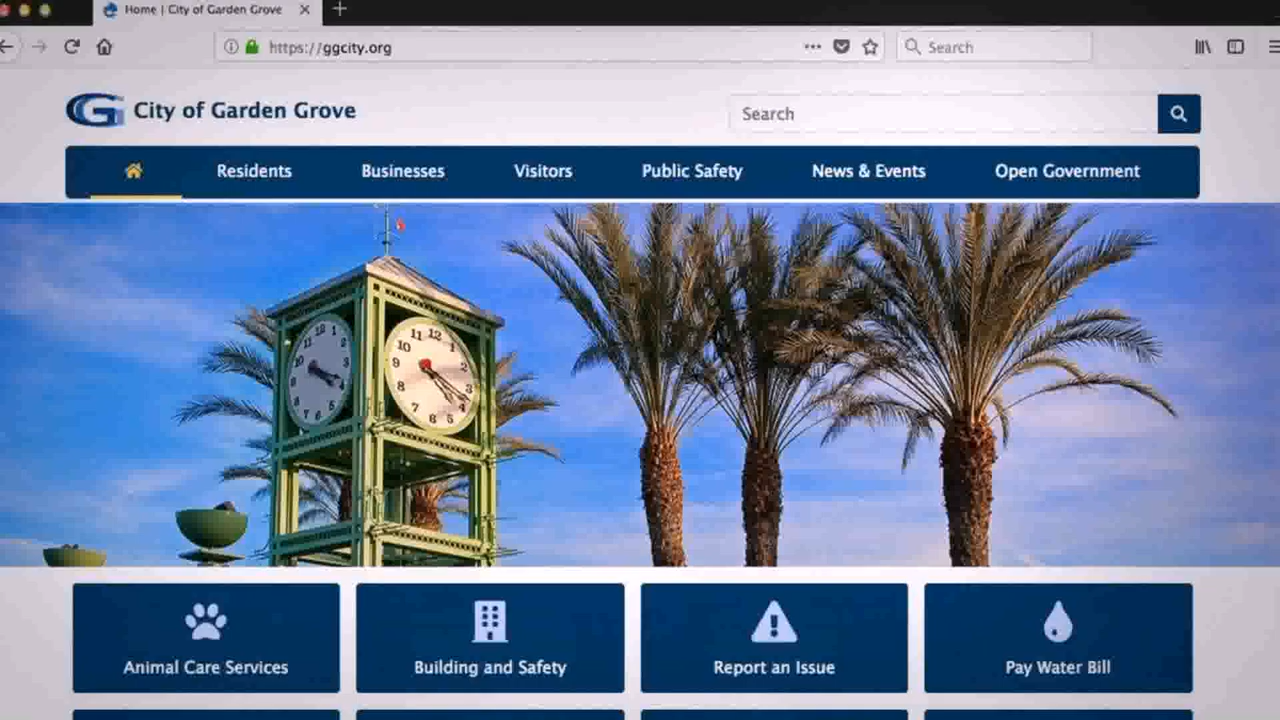 Home | City of Garden Grove
https://ggcity.org
Search
City of Garden Grove
Search
Residents
Businesses
Visitors
Public Safety
News & Events
Open Government
Animal Care Services
Building and Safety
Report an Issue
Pay Water Bill